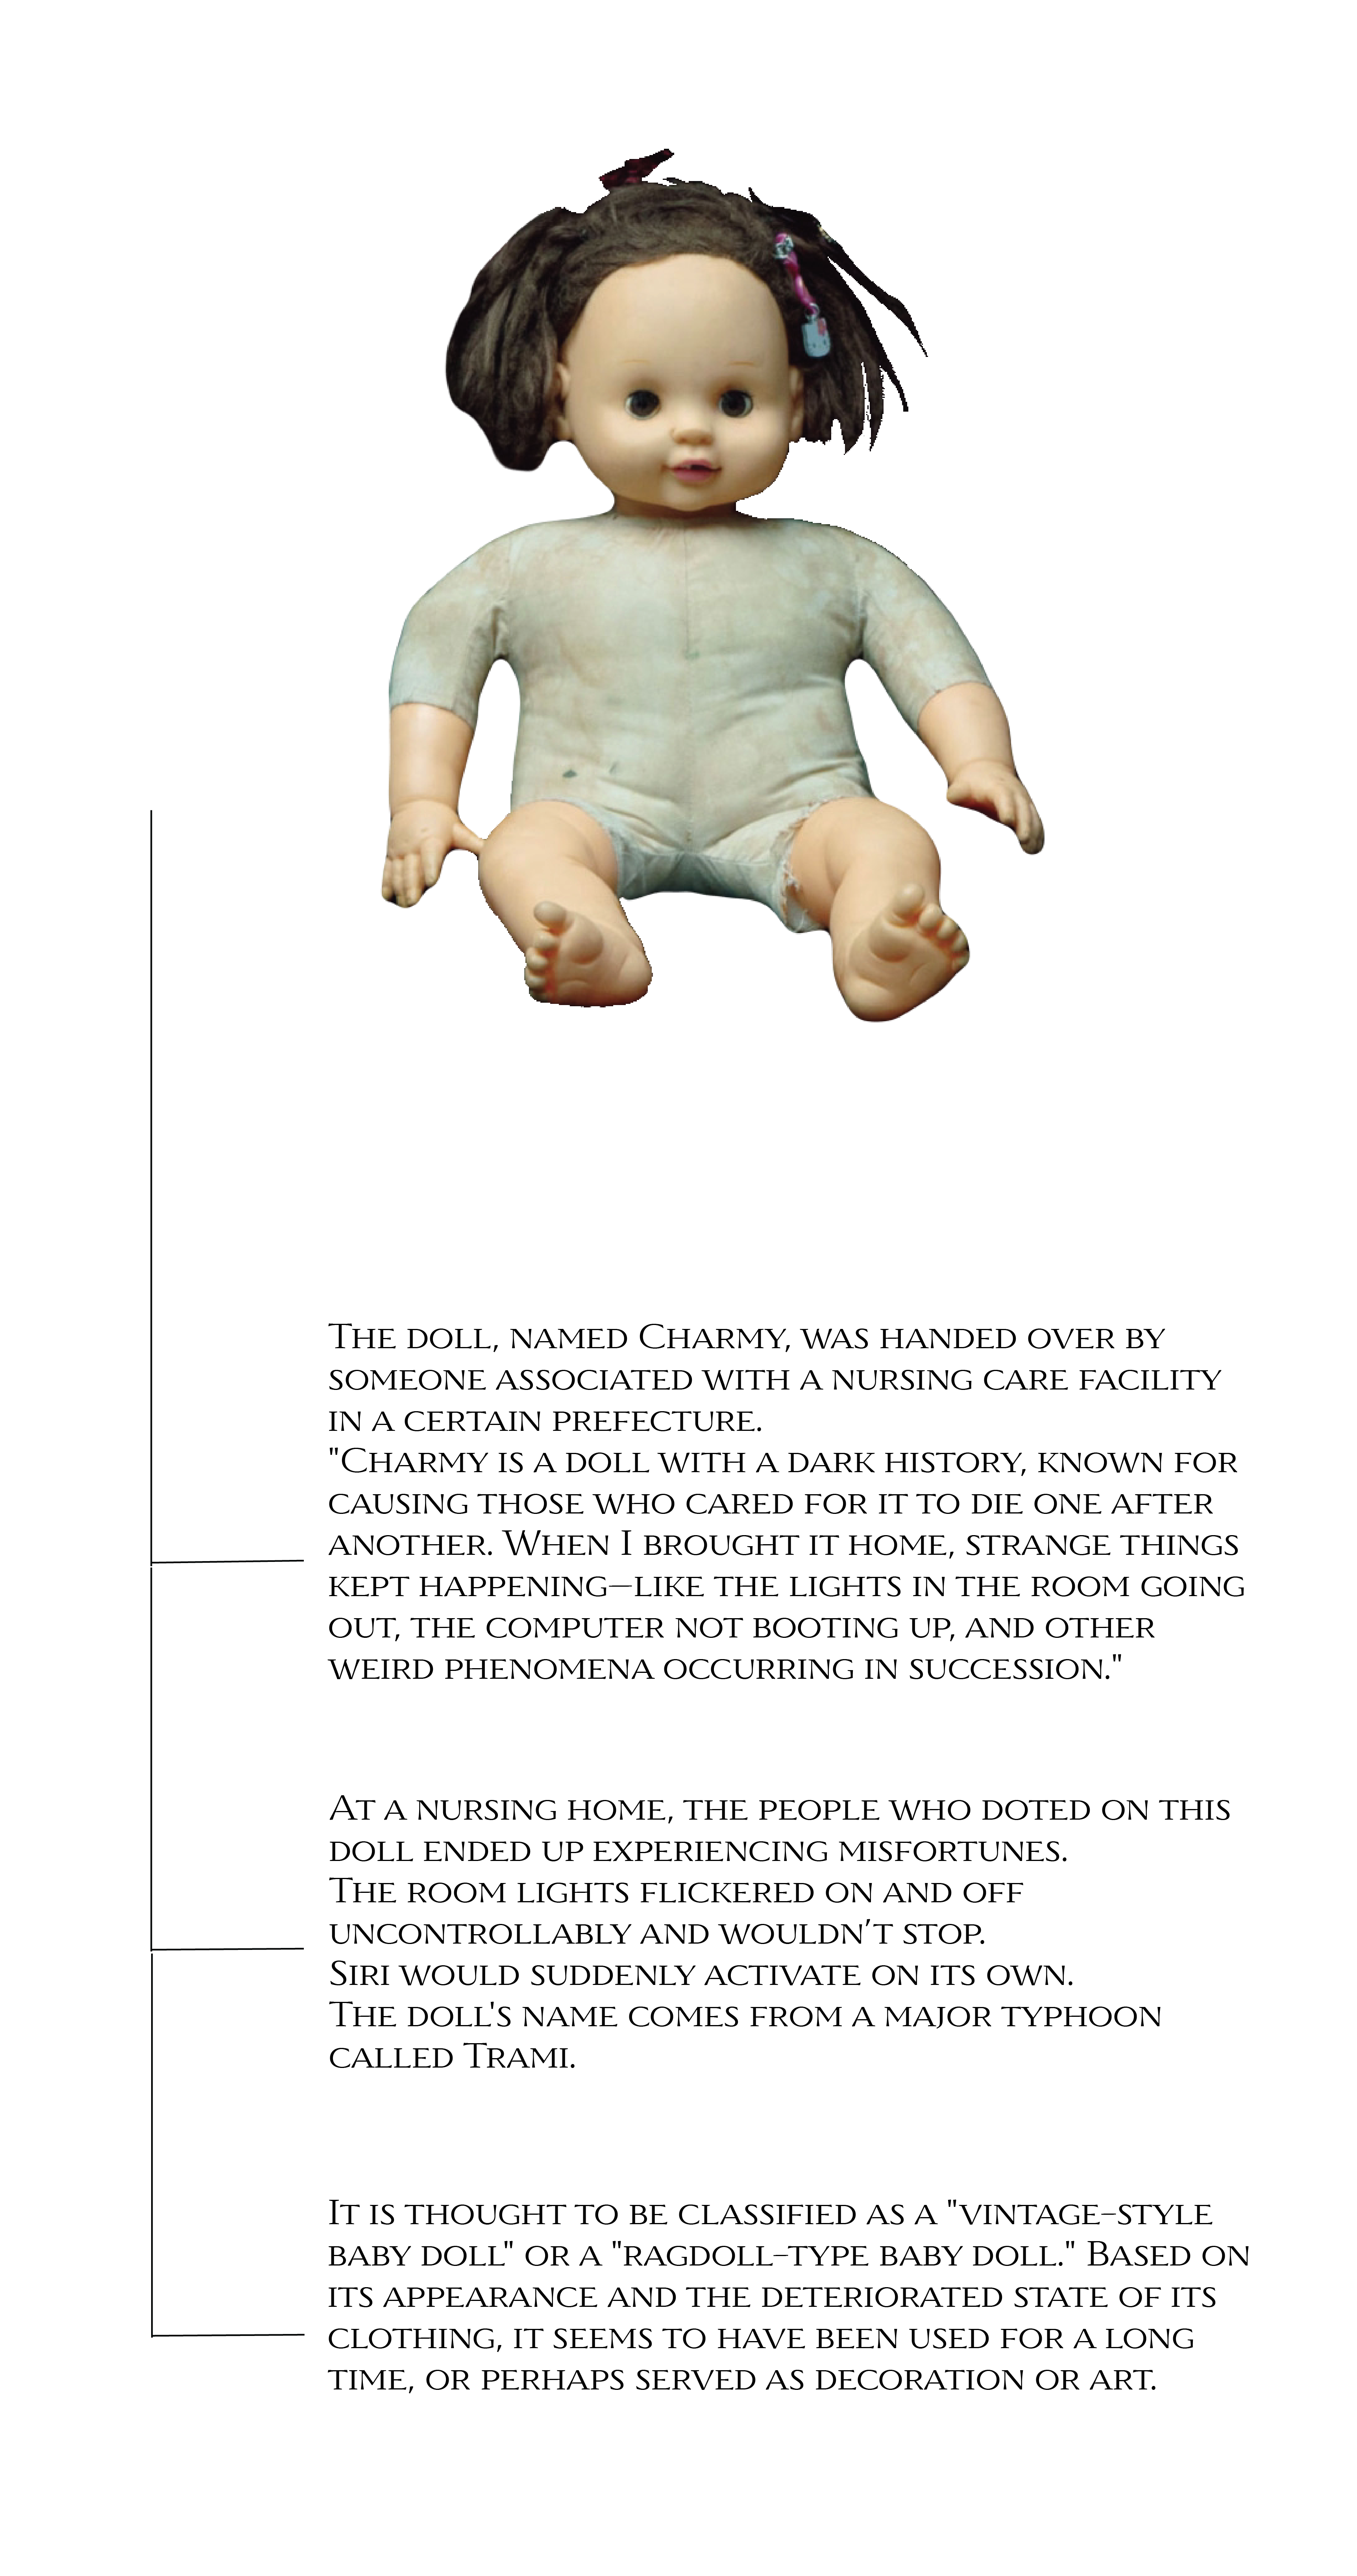 The doll, named Charmy, was handed over by
someone associated with a nursing care facility
in a certain prefecture.
"Charmy is a doll with a dark history, known for
causing those who cared for it to die one after
another. When I brought it home, strange things
kept happening—like the lights in the room going
out, the computer not booting up, and other
weird phenomena occurring in succession."
At a nursing home, the people who doted on this
doll ended up experiencing misfortunes.
The room lights flickered on and off
uncontrollably and wouldn’t stop.
Siri would suddenly activate on its own.
The doll's name comes from a major typhoon
called Trami.
It is thought to be classified as a "vintage-style
baby doll" or a "ragdoll-type baby doll." Based on
its appearance and the deteriorated state of its
clothing, it seems to have been used for a long
time, or perhaps served as decoration or art.